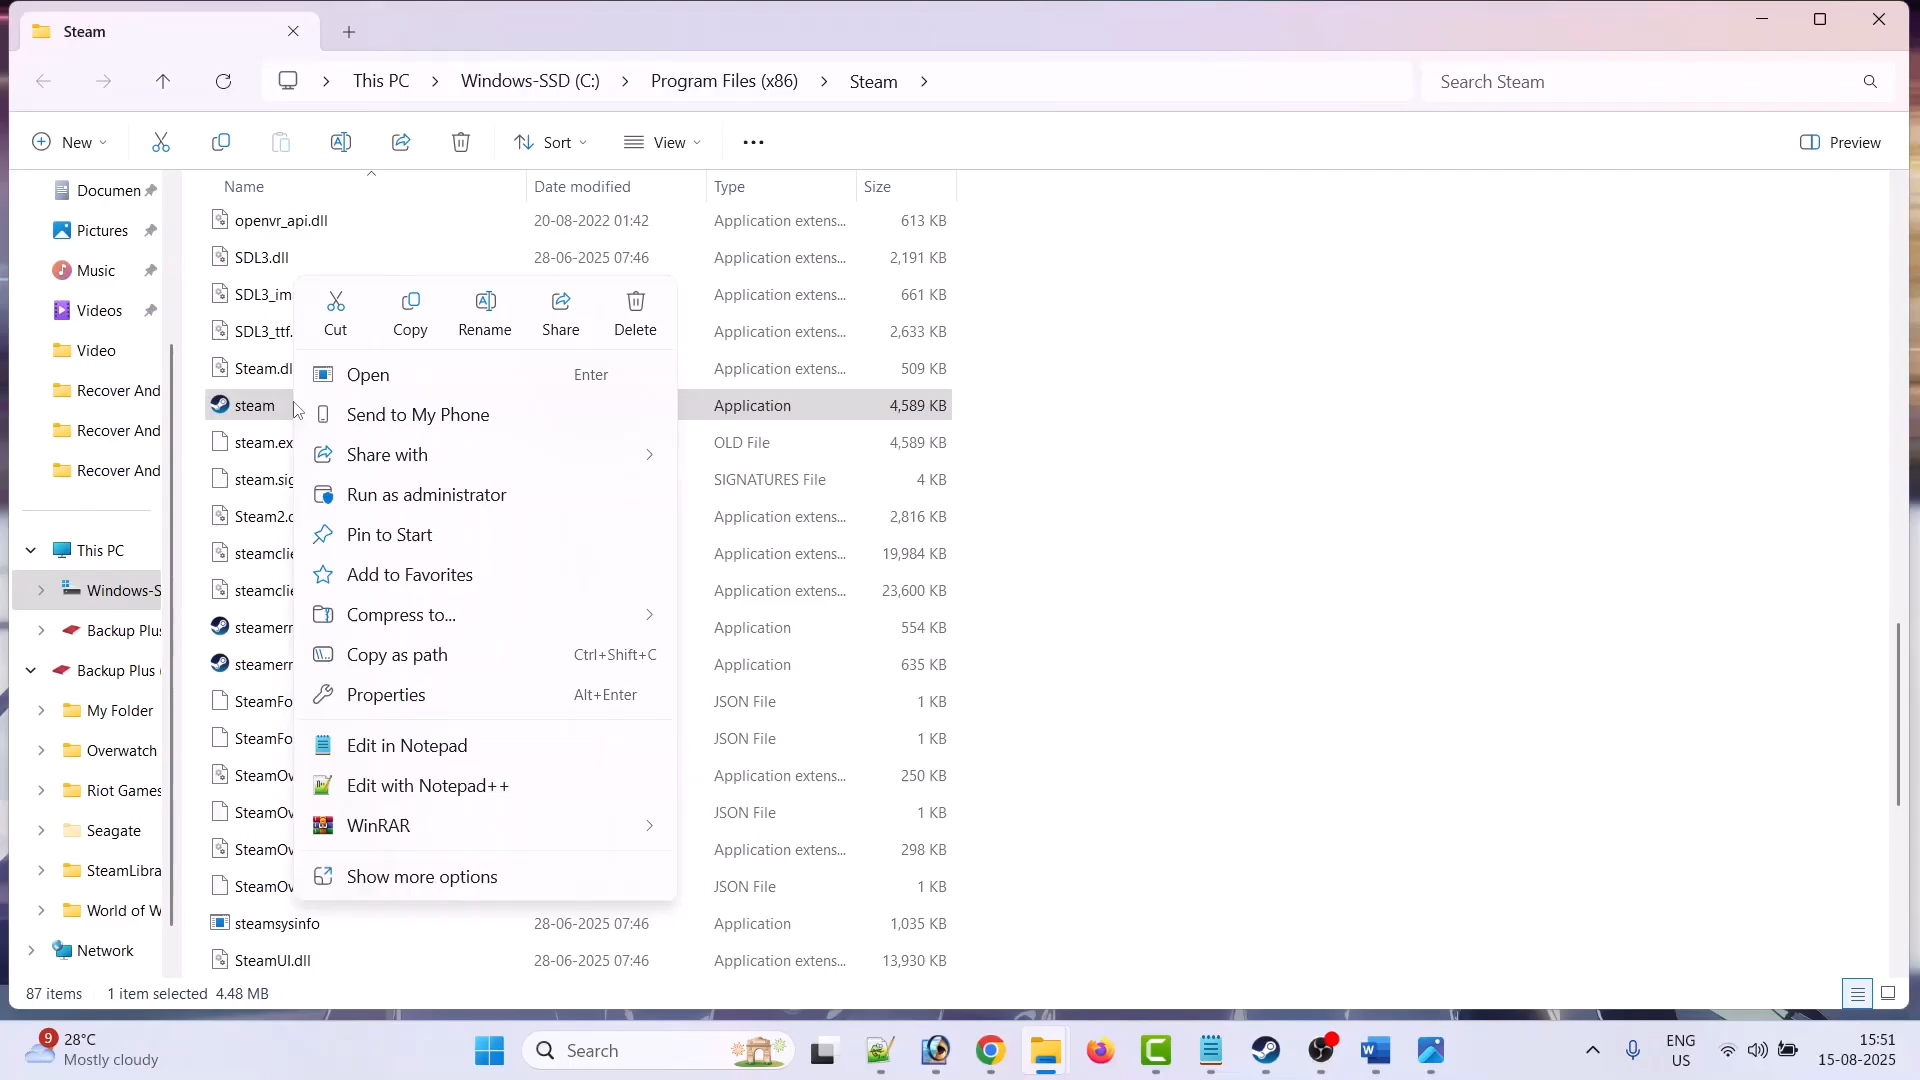 Steam
This PC
Windows-SSD (C:)
Program Files (x86)
Steam
Search Steam
New
Sort
View
Preview
Name
Date modified
Type
Size
Documen
Pictures
Music
Videos
Video
Recover And
Recover And
Recover And
This PC
Windows-S
Backup Plus
Backup Plus
My Folder
Overwatch
Riot Games
Seagate
SteamLibra
World of W
Network
openvr_api.dll 20-08-2022 01:42 Application extens... 613 KB
SDL3.dll 28-06-2025 07:46 Application extens... 2,191 KB
SDL3_im Application extens... 661 KB
SDL3_ttf. Application extens... 2,633 KB
Steam.dl Application extens... 509 KB
steam Application 4,589 KB
steam.ex OLD File 4,589 KB
steam.sig SIGNATURES File 4 KB
Steam2.d Application extens... 2,816 KB
steamclie Application extens... 19,984 KB
steamclie Application extens... 23,600 KB
steamerr Application 554 KB
steamerr Application 635 KB
SteamFo JSON File 1 KB
SteamFo JSON File 1 KB
SteamOv Application extens... 250 KB
SteamOv JSON File 1 KB
SteamOv Application extens... 298 KB
SteamOv JSON File 1 KB
steamsysinfo 28-06-2025 07:46 Application 1,035 KB
SteamUI.dll 28-06-2025 07:46 Application extens... 13,930 KB
Cut
Copy
Rename
Share
Delete
Open Enter
Send to My Phone
Share with
Run as administrator
Pin to Start
Add to Favorites
Compress to...
Copy as path Ctrl+Shift+C
Properties Alt+Enter
Edit in Notepad
Edit with Notepad++
WinRAR
Show more options
87 items 1 item selected 4.48 MB
9
28°C
Mostly cloudy
Search
ENG
US
15:51
15-08-2025